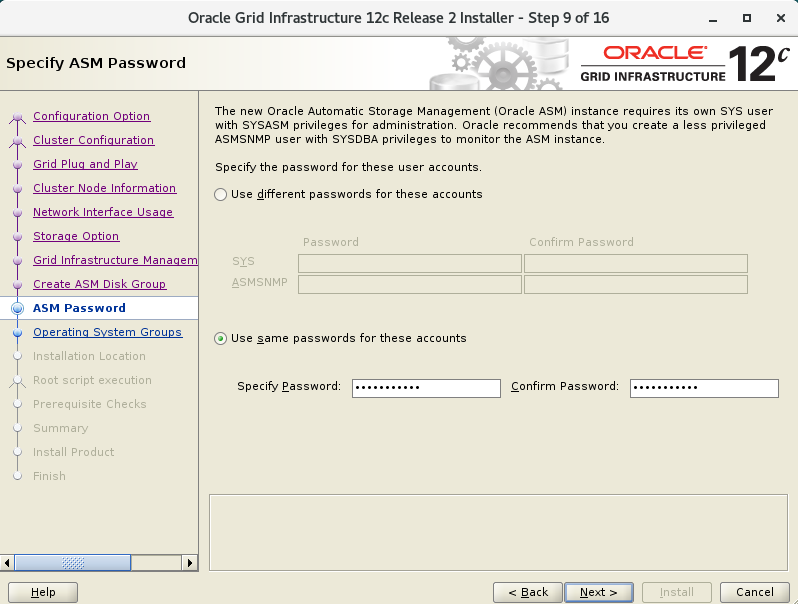 Oracle Grid Infrastructure 12c Release 2 Installer - Step 9 of 16
Specify ASM Password
ORACLE
GRID INFRASTRUCTURE
12c
Configuration Option
Cluster Configuration
Grid Plug and Play
Cluster Node Information
Network Interface Usage
Storage Option
Grid Infrastructure Managem
Create ASM Disk Group
ASM Password
Operating System Groups
Installation Location
Root script execution
Prerequisite Checks
Summary
Install Product
Finish
The new Oracle Automatic Storage Management (Oracle ASM) instance requires its own SYS user
with SYSASM privileges for administration. Oracle recommends that you create a less privileged
ASMSNMP user with SYSDBA privileges to monitor the ASM instance.
Specify the password for these user accounts.
Use different passwords for these accounts
Password Confirm Password
SYS
ASMSNMP
Use same passwords for these accounts
Specify Password: ••••••••••• Confirm Password: •••••••••••
Help < Back Next > Install Cancel